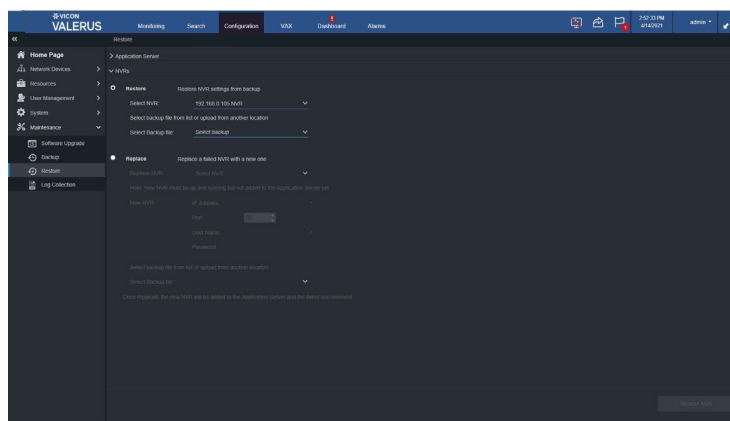 VICON
VALERUS
Monitoring
Search
Configuration
VAX
Dashboard
Alarms
1
2:52:33 PM
4/14/2021
admin
Restore
Home Page
Network Devices
Resources
User Management
System
Maintenance
Software Upgrade
Backup
Restore
Log Collection
Application Server
NVRs
Restore Restore NVR settings from backup
Select NVR: 192.168.0.105 NVR
Select backup file from list or upload from another location
Select Backup file: Select backup
Replace Replace a failed NVR with a new one
Replace NVR: Select NVR
Note: New NVR must be up and running but not added to the Application Server yet
New NVR: IP Address
Port
User Name
Password
Select backup file from list or upload from another location
Select Backup file:
Once replaced, the new NVR will be added to the Application Server and the failed one removed